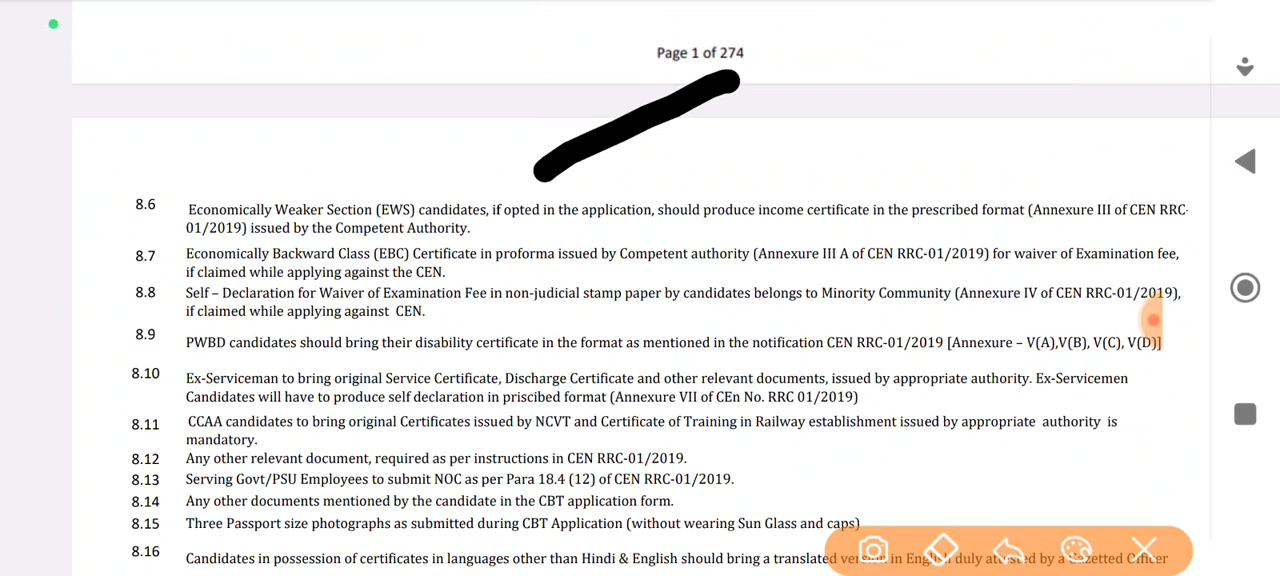 Page 1 of 274
8.6 Economically Weaker Section (EWS) candidates, if opted in the application, should produce income certificate in the prescribed format (Annexure III of CEN RRC-
01/2019) issued by the Competent Authority.
8.7 Economically Backward Class (EBC) Certificate in proforma issued by Competent authority (Annexure III A of CEN RRC-01/2019) for waiver of Examination fee,
if claimed while applying against the CEN.
8.8 Self – Declaration for Waiver of Examination Fee in non-judicial stamp paper by candidates belongs to Minority Community (Annexure IV of CEN RRC-01/2019),
if claimed while applying against CEN.
8.9 PWBD candidates should bring their disability certificate in the format as mentioned in the notification CEN RRC-01/2019 [Annexure – V(A),V(B), V(C), V(D)]
8.10 Ex-Serviceman to bring original Service Certificate, Discharge Certificate and other relevant documents, issued by appropriate authority. Ex-Servicemen
Candidates will have to produce self declaration in priscibed format (Annexure VII of CEn No. RRC 01/2019)
8.11 CCAA candidates to bring original Certificates issued by NCVT and Certificate of Training in Railway establishment issued by appropriate authority is
mandatory.
8.12 Any other relevant document, required as per instructions in CEN RRC-01/2019.
8.13 Serving Govt/PSU Employees to submit NOC as per Para 18.4 (12) of CEN RRC-01/2019.
8.14 Any other documents mentioned by the candidate in the CBT application form.
8.15 Three Passport size photographs as submitted during CBT Application (without wearing Sun Glass and caps)
8.16 Candidates in possession of certificates in languages other than Hindi & English should bring a translated version in English duly attested by a Gazetted Officer